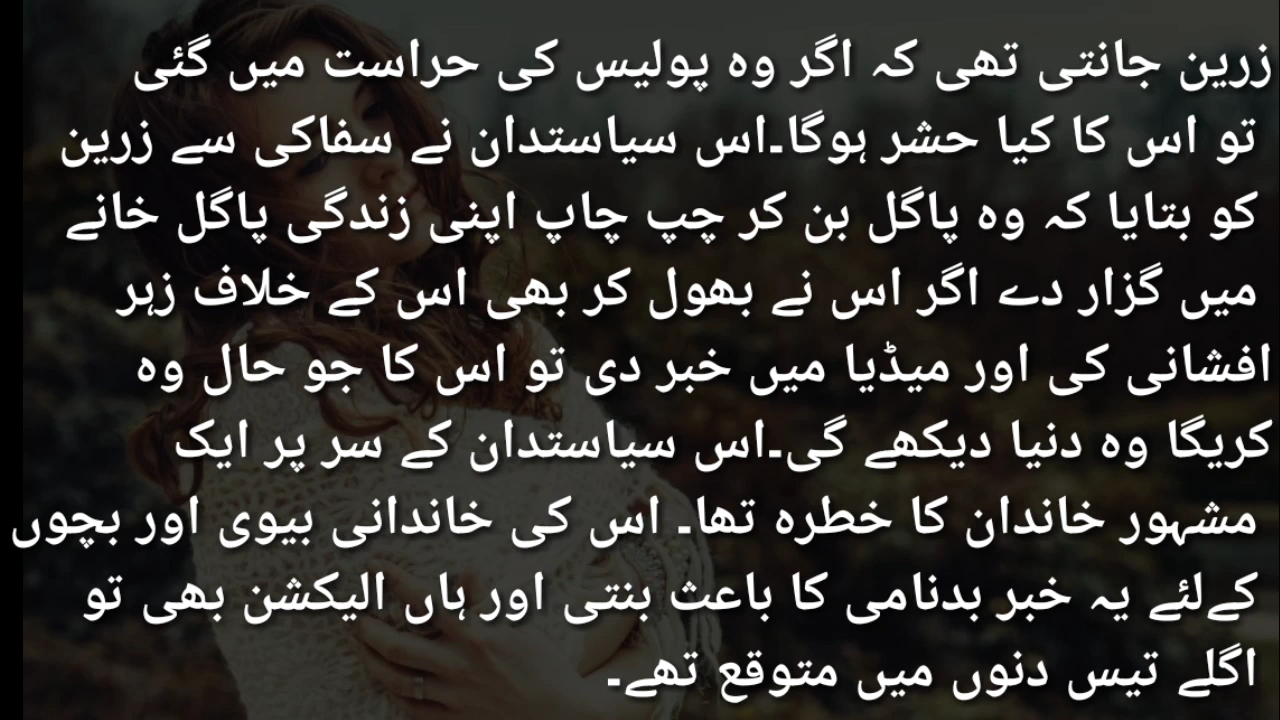 زرین جانتی تھی کہ اگر وہ پولیس کی حراست میں گئی
تو اس کا کیا حشر ہوگا۔اس سیاستدان نے سفاکی سے زرین
کو بتایا کہ وہ پاگل بن کر چپ چاپ اپنی زندگی پاگل خانے
میں گزار دے اگر اس نے بھول کر بھی اس کے خلاف زہر
افشانی کی اور میڈیا میں خبر دی تو اس کا جو حال وہ
کریگا وہ دنیا دیکھے گی۔اس سیاستدان کے سر پر ایک
مشہور خاندان کا خطرہ تھا۔ اس کی خاندانی بیوی اور بچوں
کےلئے یہ خبر بدنامی کا باعث بنتی اور ہاں الیکشن بھی تو
اگلے تیس دنوں میں متوقع تھے۔